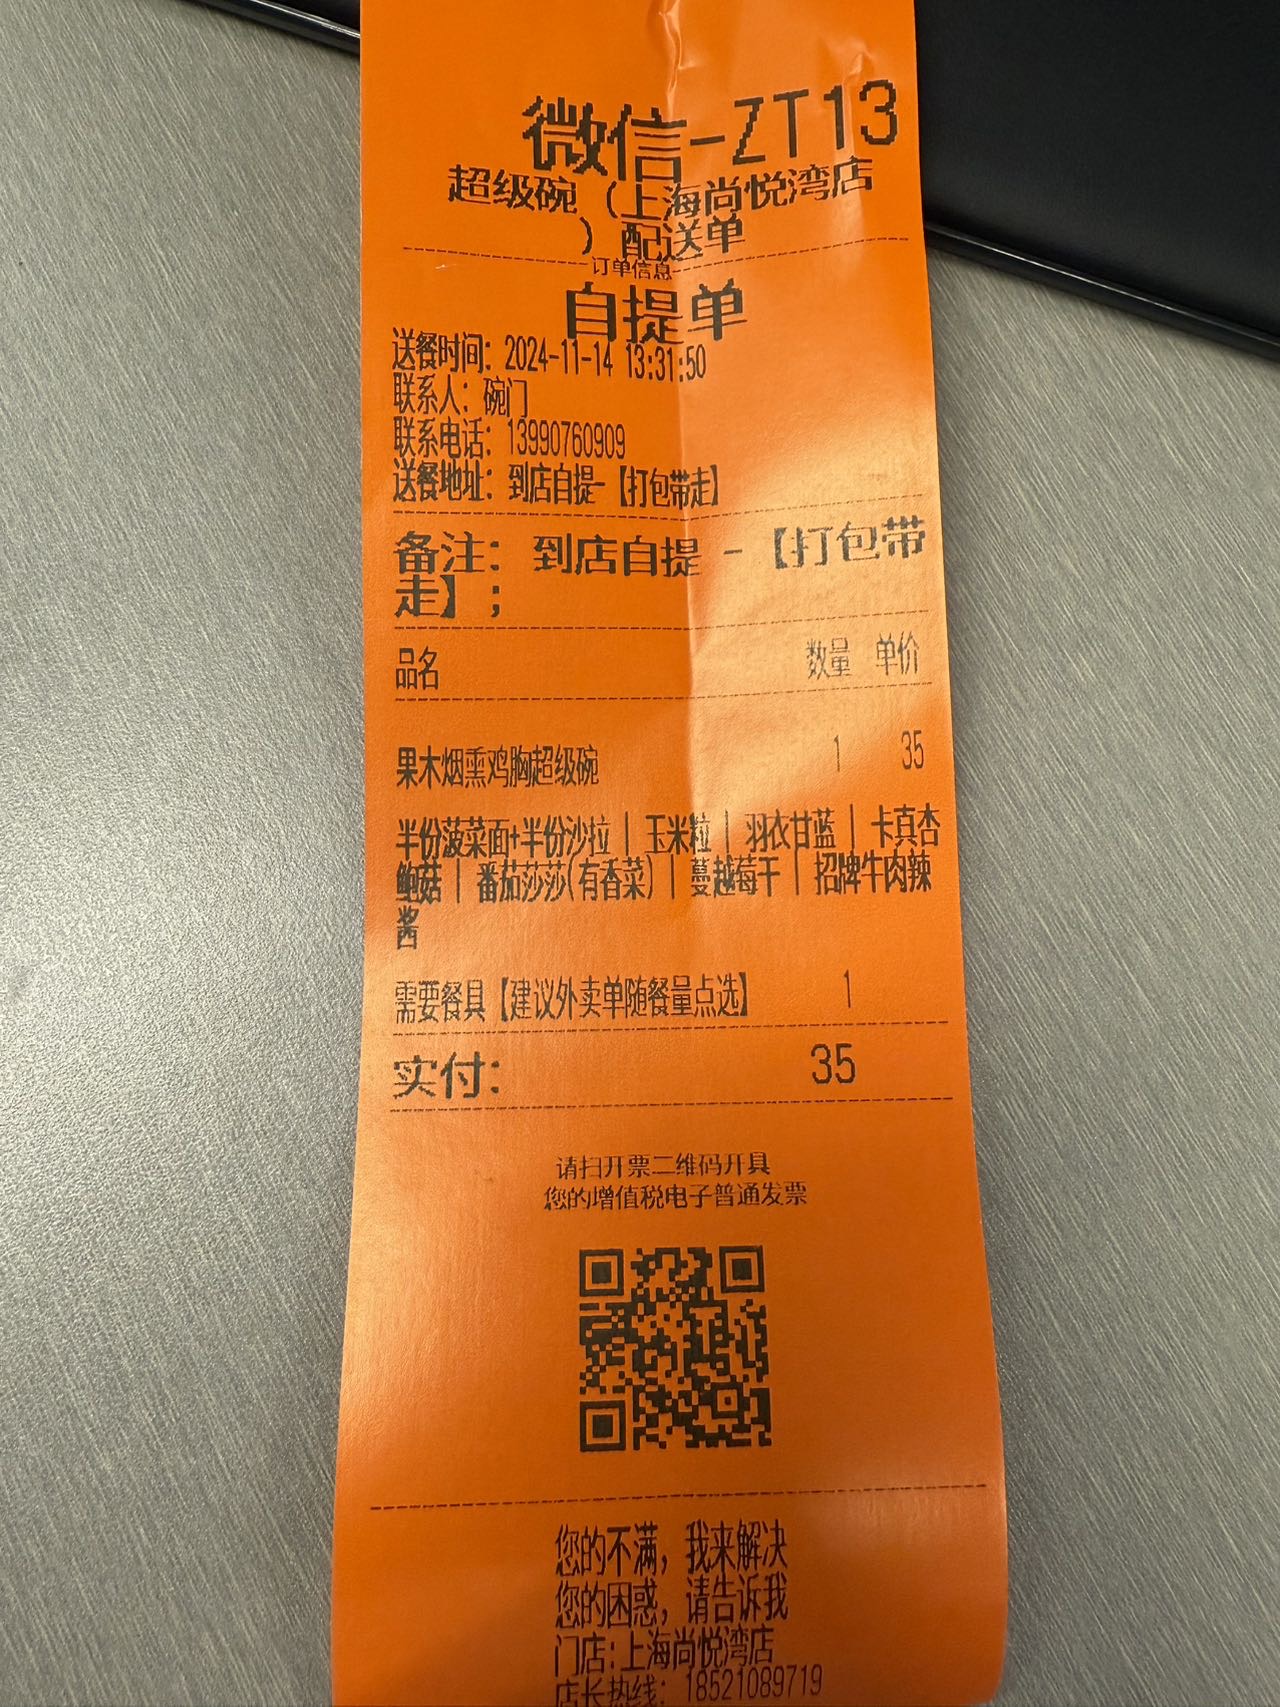 微信-ZT13
超级碗（上海尚悦湾店
）配送单
订单信息
自提单
送餐时间：2024-11-14 13:31:50
联系人：碗门
联系电话：13990760909
送餐地址：到店自提-【打包带走】
备注：到店自提 -【打包带
走】；
品名 数量 单价
果木烟熏鸡胸超级碗 1 35
半份菠菜面+半份沙拉 | 玉米粒 | 羽衣甘蓝 | 卡真杏
鲍菇 | 番茄莎莎(有香菜) | 蔓越莓干 | 招牌牛肉辣
酱
需要餐具【建议外卖单随餐量点选】 1
实付： 35
请扫开票二维码开具
您的增值税电子普通发票
您的不满，我来解决
您的困惑，请告诉我
门店:上海尚悦湾店
店长热线：18521089719